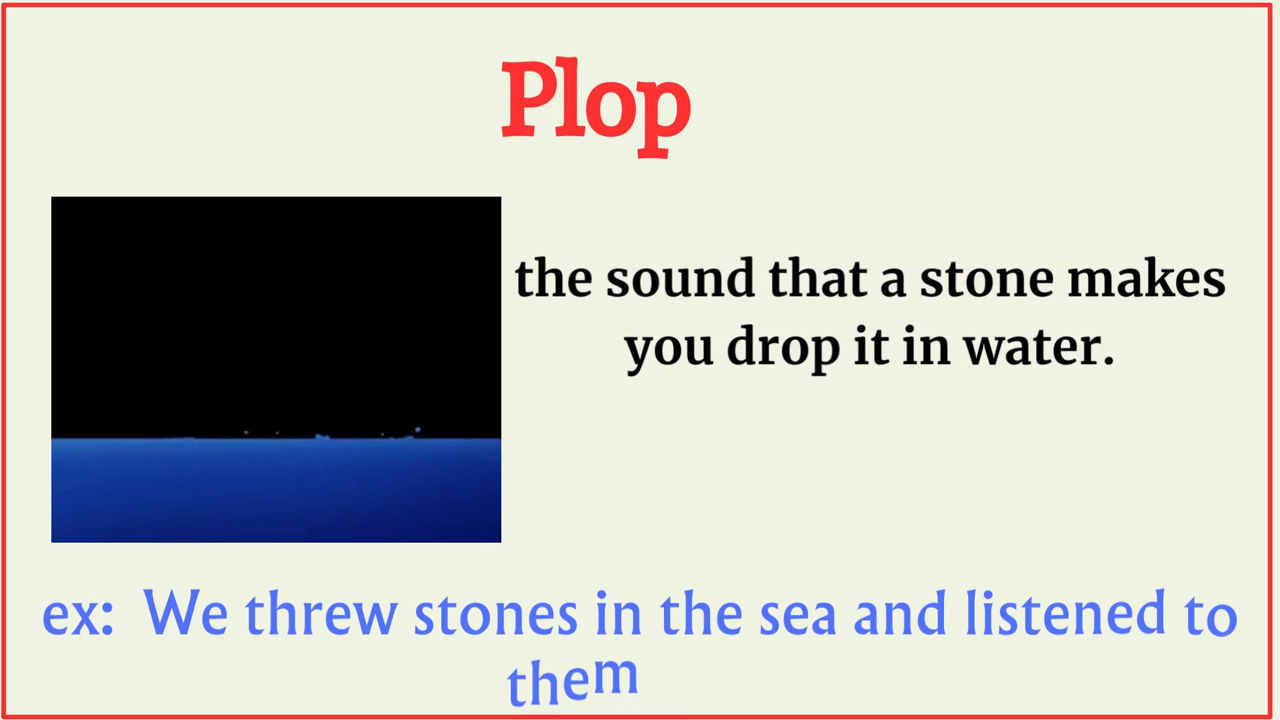 Plop
the sound that a stone makes
you drop it in water.
ex: We threw stones in the sea and listened to
them